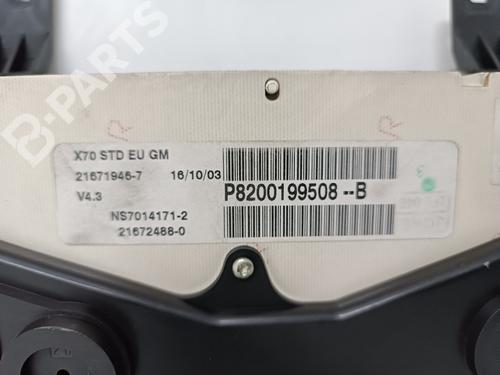 B-PARTS
X70 STD EU GM
21671946-7 16/10/03
V4.3
P8200199508--B
NS7014171-2
21672488-0